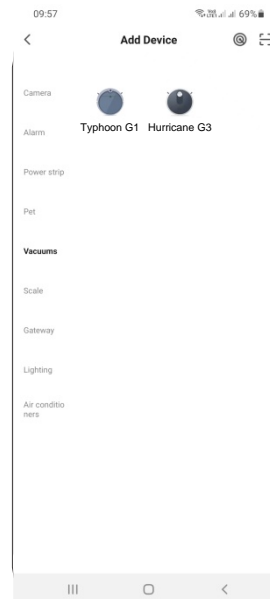 09:57
69%
Add Device
Camera
Typhoon G1
Hurricane G3
Alarm
Power strip
Pet
Vacuums
Scale
Gateway
Lighting
Air conditio
ners